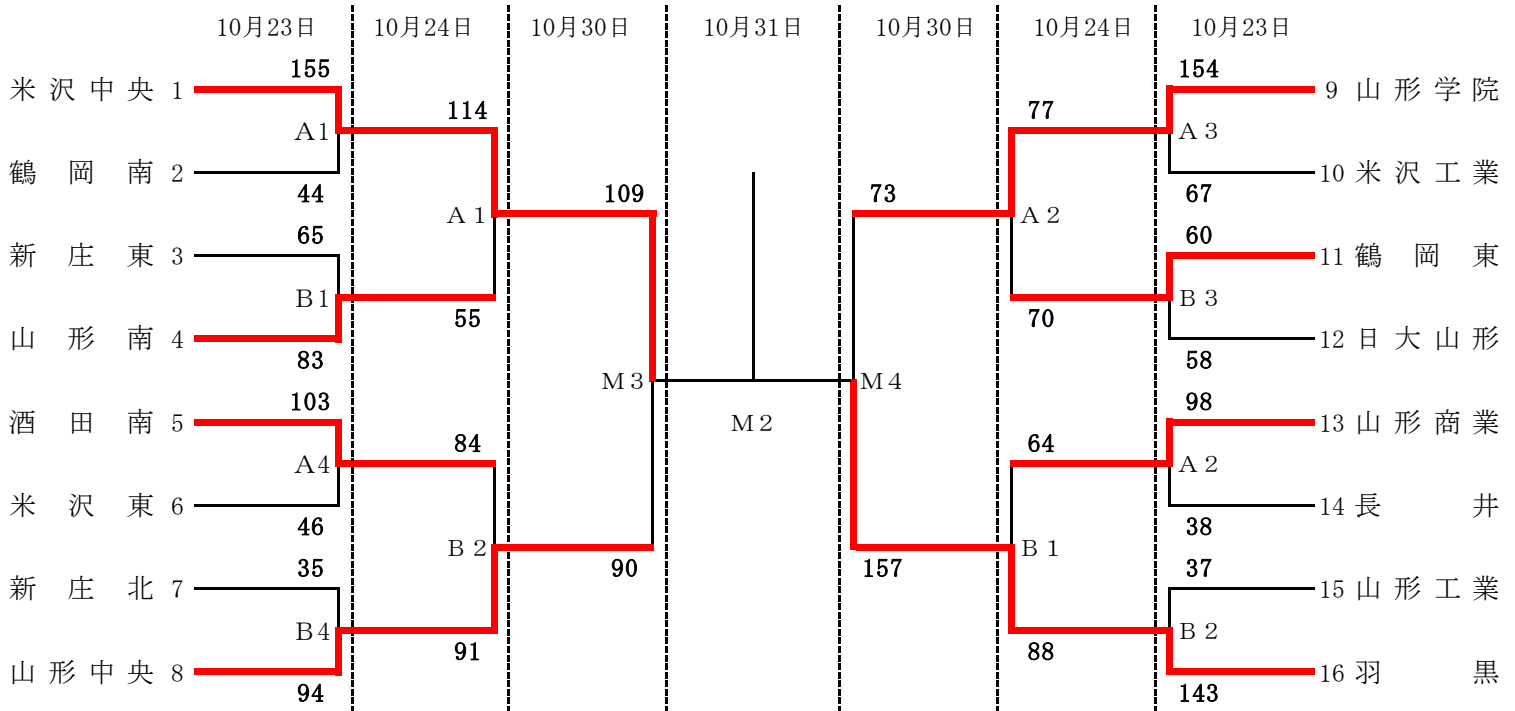 10月23日 10月24日 10月30日 10月31日 10月30日 10月24日 10月23日
155 154
米沢中央 1 9 山形学院
114 77
A1 A３
鶴岡南 2 10 米沢工業
44 109 73 67
A１ A２
65 60
新庄東 3 11 鶴岡東
B1 B３
55 70
山形南 4 12 日大山形
83 58
M３ M４
103 98
酒田南 5 M２ 13 山形商業
84 64
A4 A２
米沢東 6 14 長井
46 38
B２ B１
35 90 157 37
新庄北 7 15 山形工業
B4 B２
91 88
山形中央 8 16 羽黒
94 143